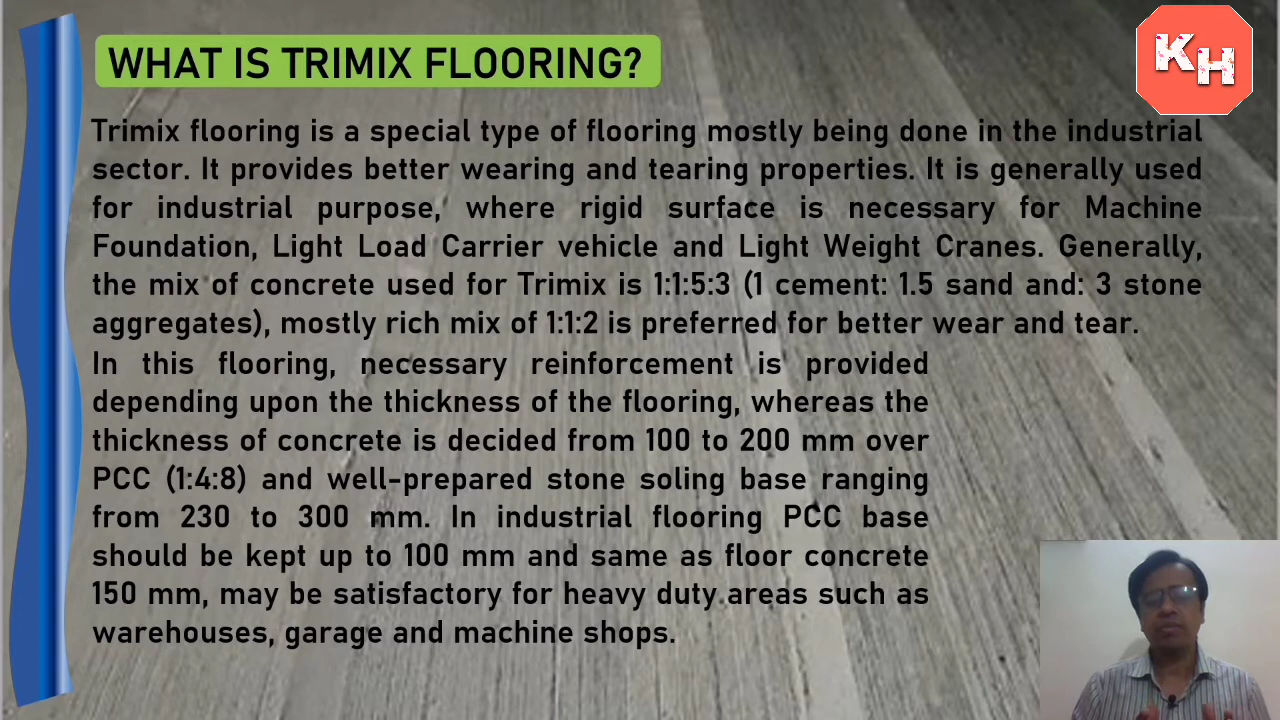 WHAT IS TRIMIX FLOORING?
KH
Trimix flooring is a special type of flooring mostly being done in the industrial
sector. It provides better wearing and tearing properties. It is generally used
for industrial purpose, where rigid surface is necessary for Machine
Foundation, Light Load Carrier vehicle and Light Weight Cranes. Generally,
the mix of concrete used for Trimix is 1:1:5:3 (1 cement: 1.5 sand and: 3 stone
aggregates), mostly rich mix of 1:1:2 is preferred for better wear and tear.
In this flooring, necessary reinforcement is provided
depending upon the thickness of the flooring, whereas the
thickness of concrete is decided from 100 to 200 mm over
PCC (1:4:8) and well-prepared stone soling base ranging
from 230 to 300 mm. In industrial flooring PCC base
should be kept up to 100 mm and same as floor concrete
150 mm, may be satisfactory for heavy duty areas such as
warehouses, garage and machine shops.